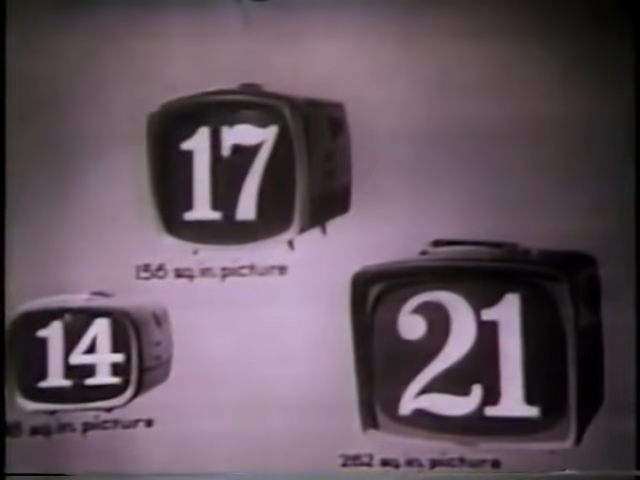 17
156 sq. in. picture
14
sq. in. picture
21
262 sq. in. picture